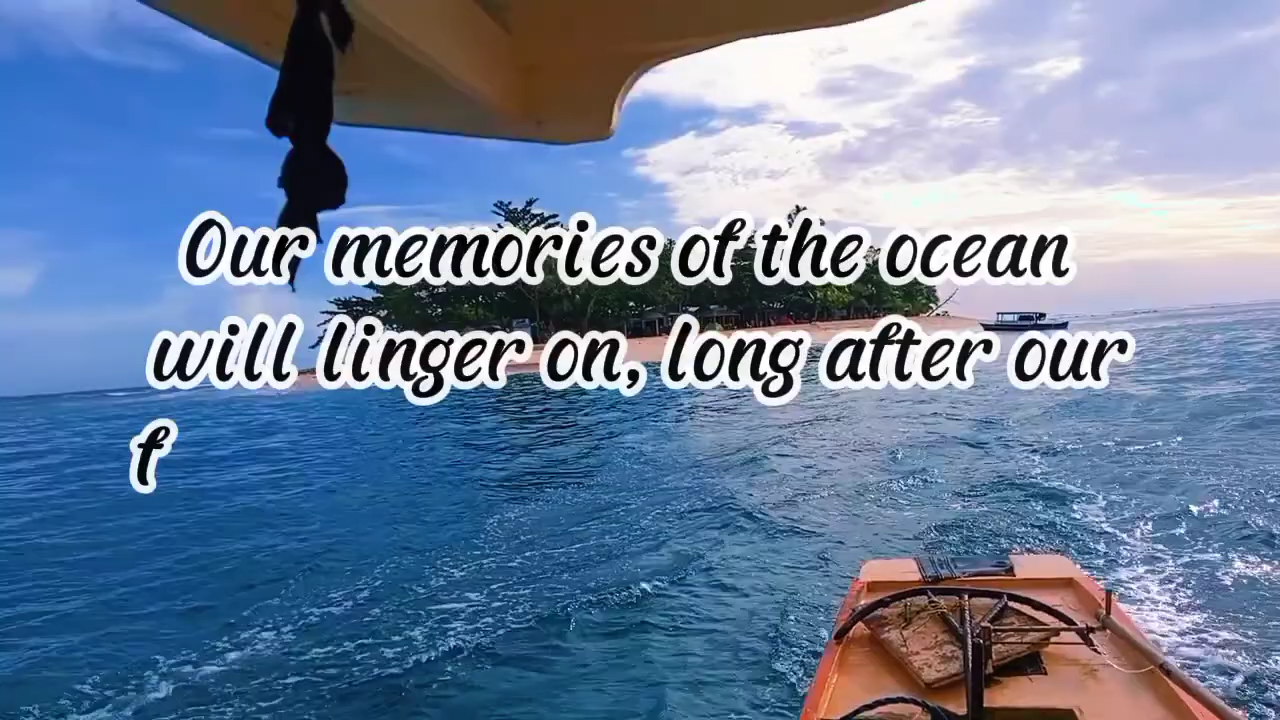 Our memories of the ocean
will linger on, long after our
f